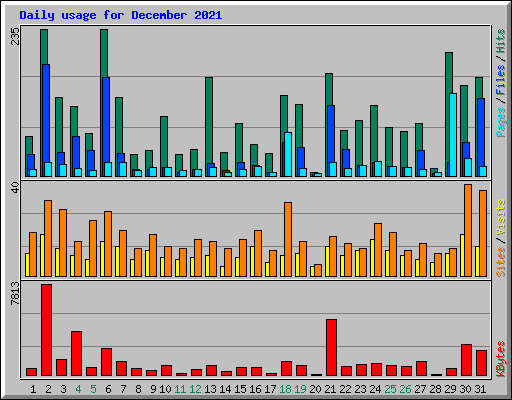 Daily usage for December 2021
235
Pages / Files / Hits
40
Sites / Visits
7813
KBytes
1 2 3 4 5 6 7 8 9 10 11 12 13 14 15 16 17 18 19 20 21 22 23 24 25 26 27 28 29 30 31